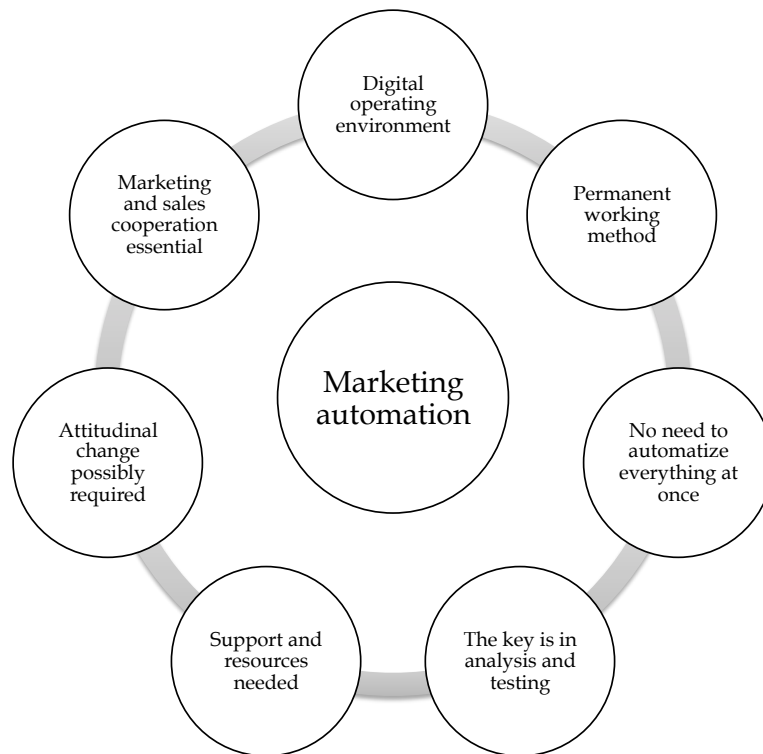 Digital
operating
environment
Permanent
working
method
No need to
automatize
everything at
once
The key is in
analysis and
testing
Support and
resources
needed
Attitudinal
change
possibly
required
Marketing
and sales
cooperation
essential
Marketing
automation